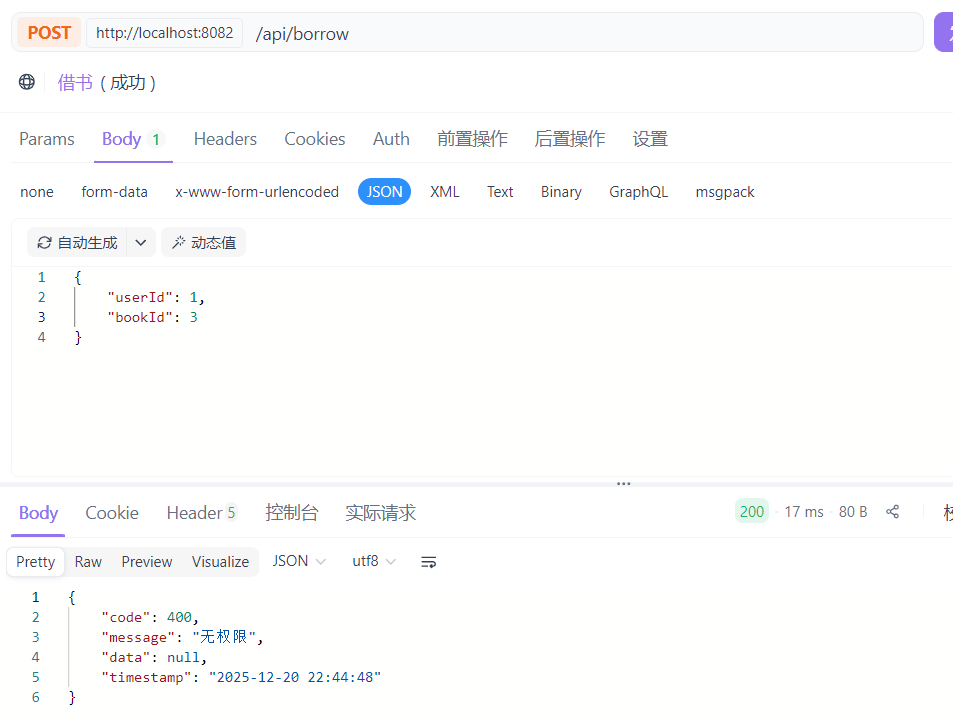 POST http://localhost:8082 /api/borrow
借书 ( 成功 )
Params Body 1 Headers Cookies Auth 前置操作 后置操作 设置
none form-data x-www-form-urlencoded JSON XML Text Binary GraphQL msgpack
自动生成 动态值
1 {
2 "userId": 1,
3 "bookId": 3
4 }
Body Cookie Header 5 控制台 实际请求 200 · 17 ms · 80 B
Pretty Raw Preview Visualize JSON utf8
1 {
2 "code": 400,
3 "message": "无权限",
4 "data": null,
5 "timestamp": "2025-12-20 22:44:48"
6 }